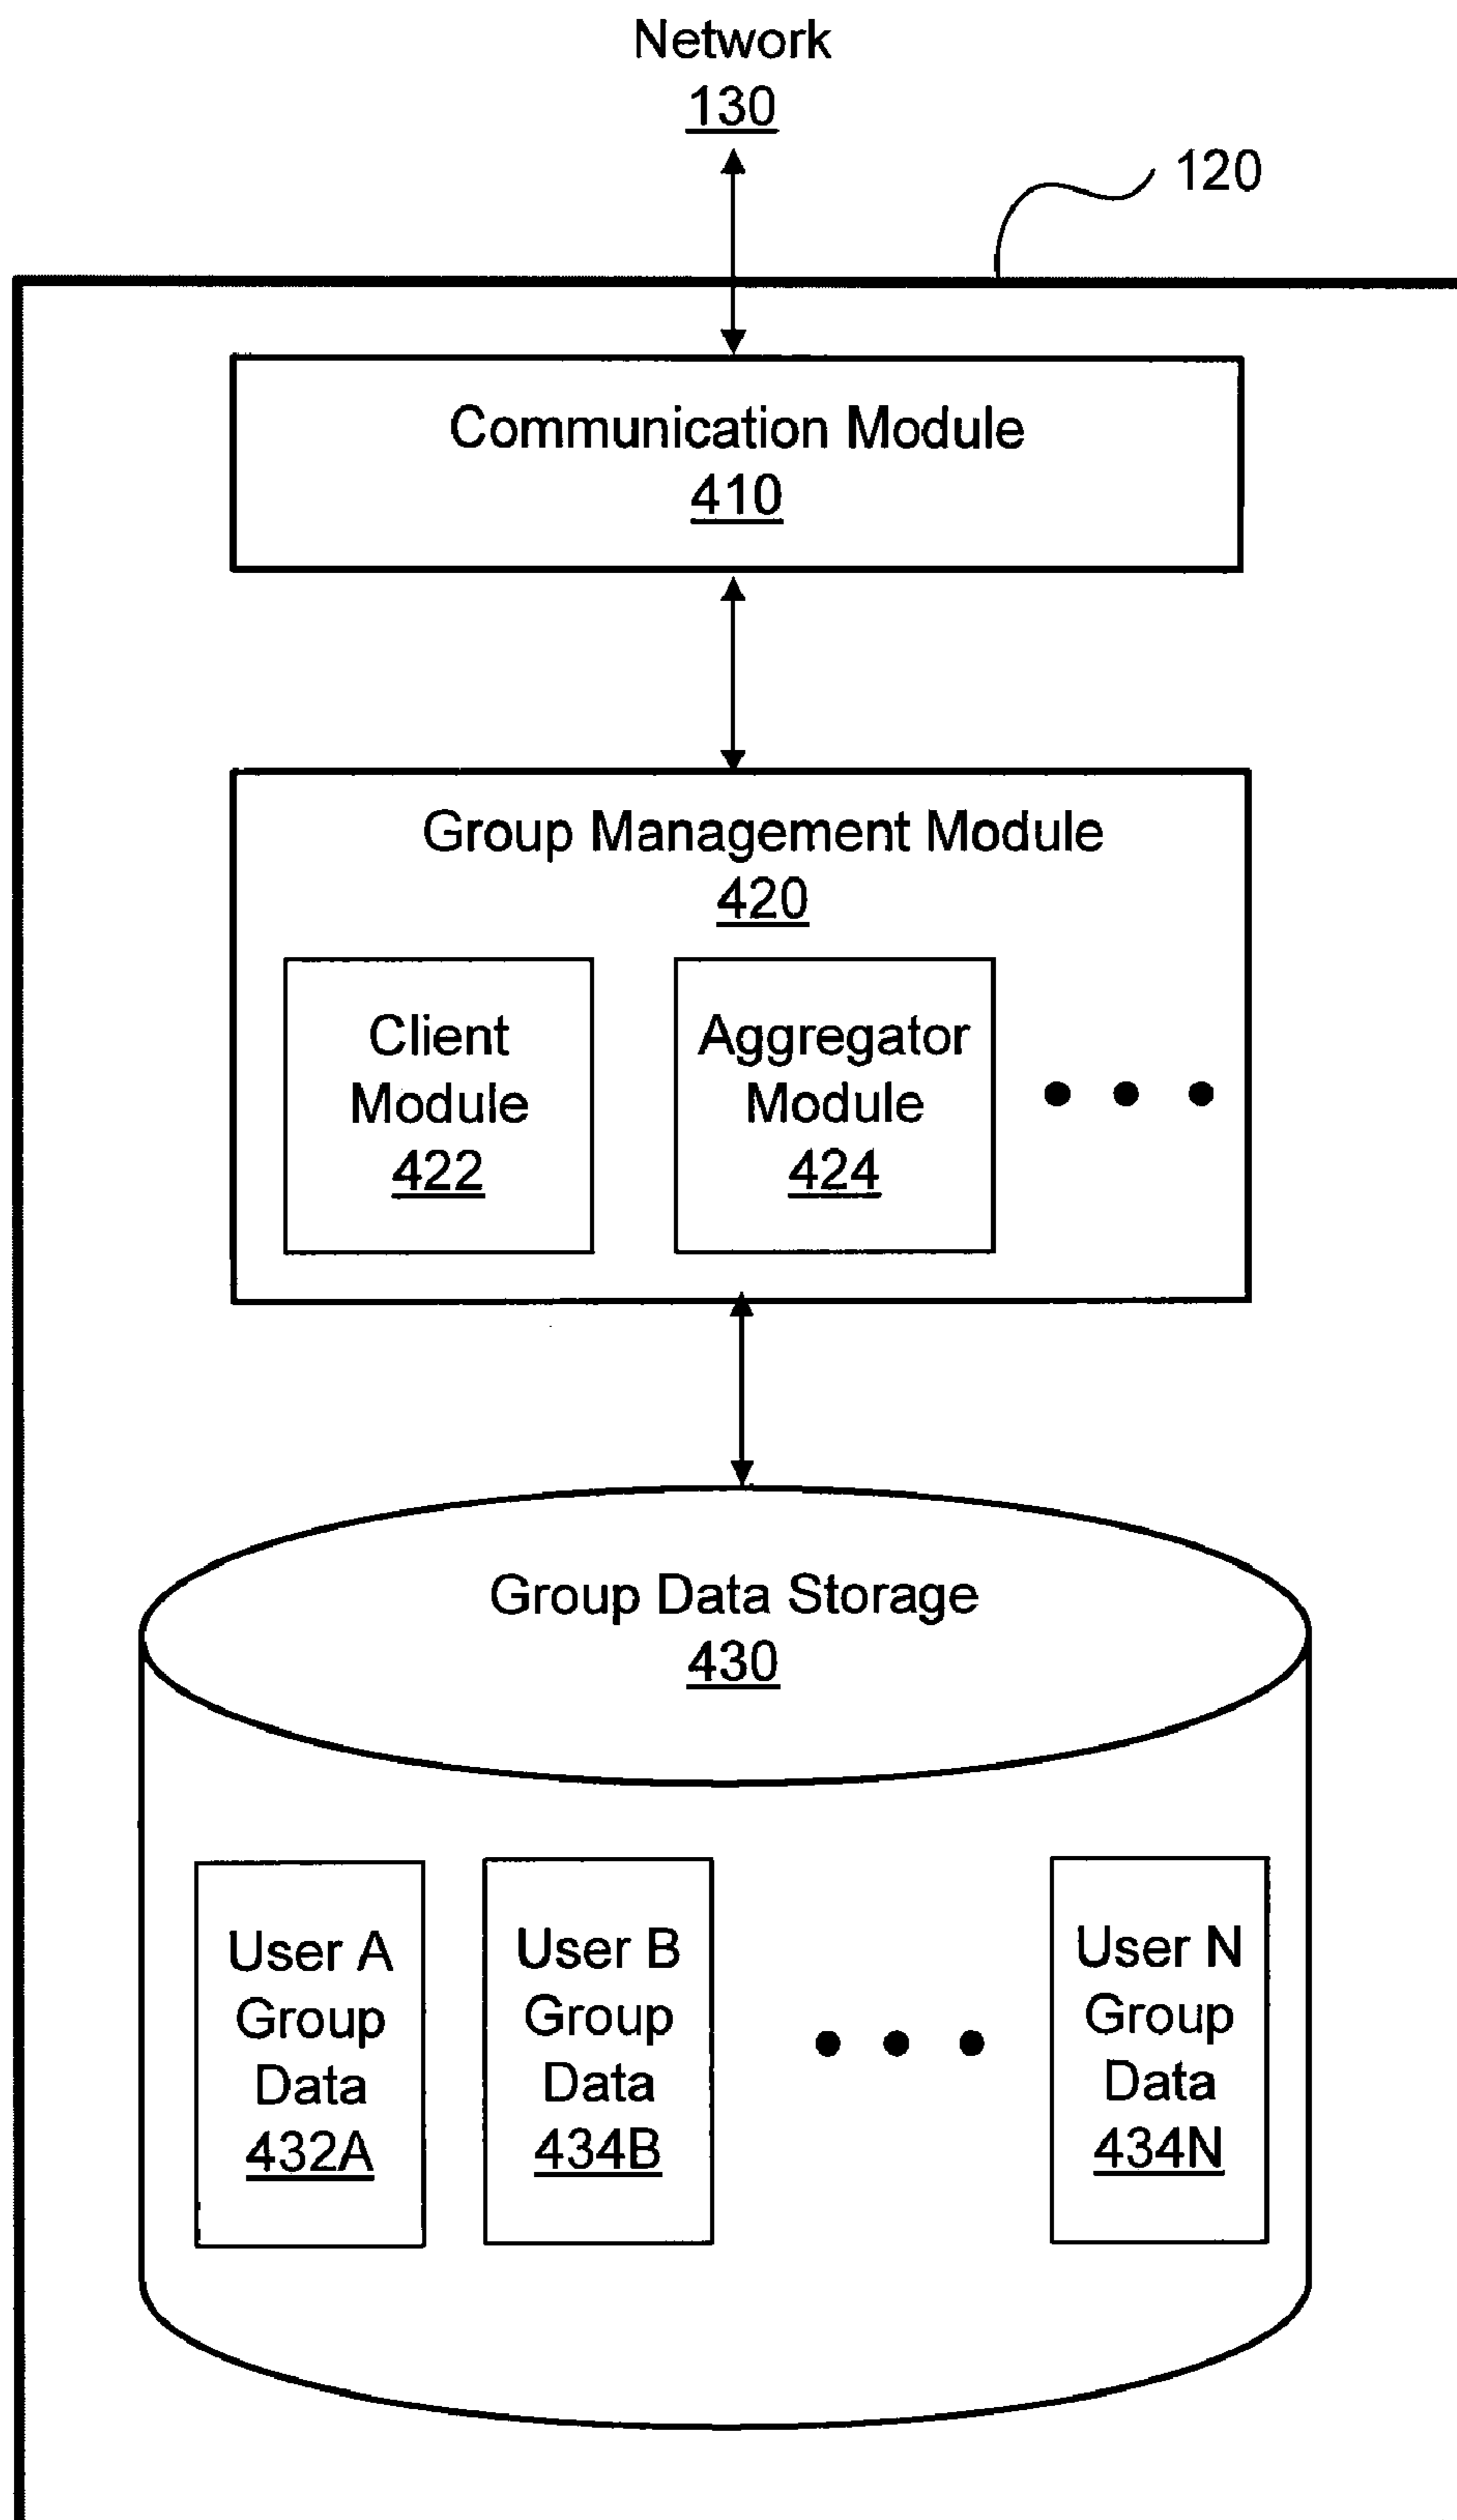 Network
130
120
Communication Module
410
Group Management Module
420
Client
Module
422
Aggregator
Module
424
Group Data Storage
430
User A
Group
Data
432A
User B
Group
Data
434B
User N
Group
Data
434N